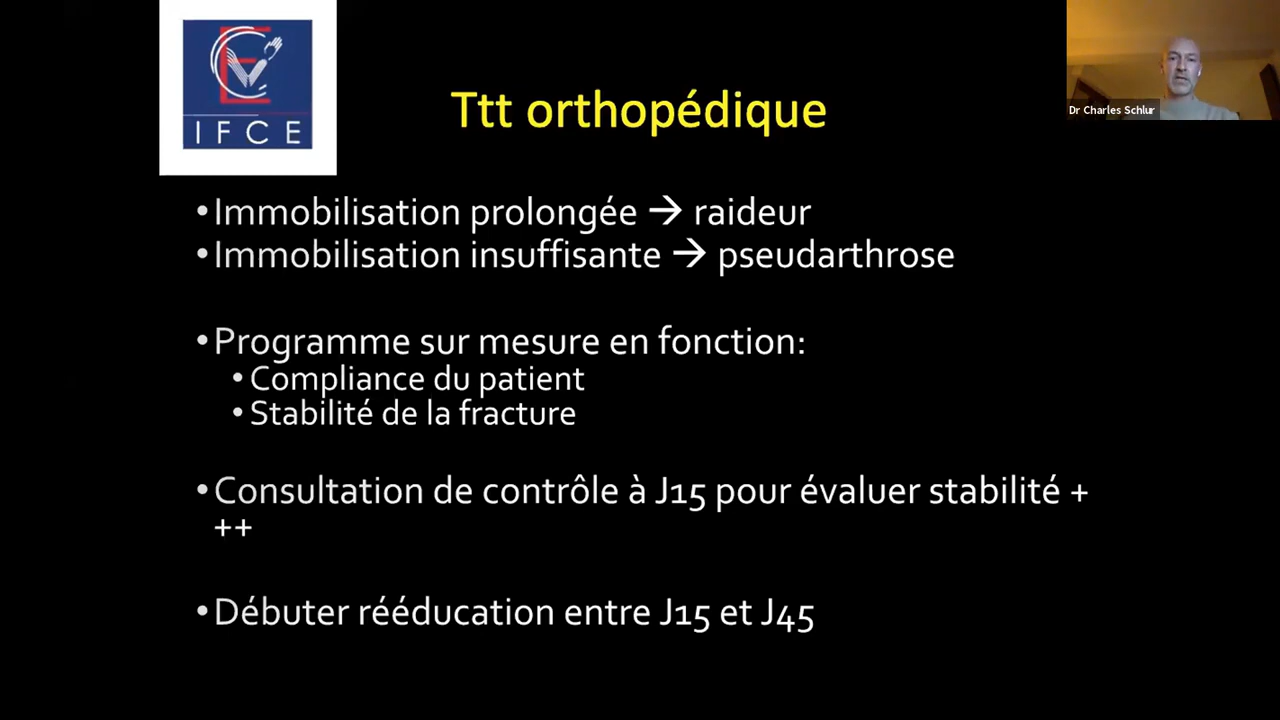 IFCE
Ttt orthopédique
Dr Charles Schlur
•Immobilisation prolongée → raideur
•Immobilisation insuffisante → pseudarthrose
•Programme sur mesure en fonction:
•Compliance du patient
•Stabilité de la fracture
•Consultation de contrôle à J15 pour évaluer stabilité +
++
•Débuter rééducation entre J15 et J45